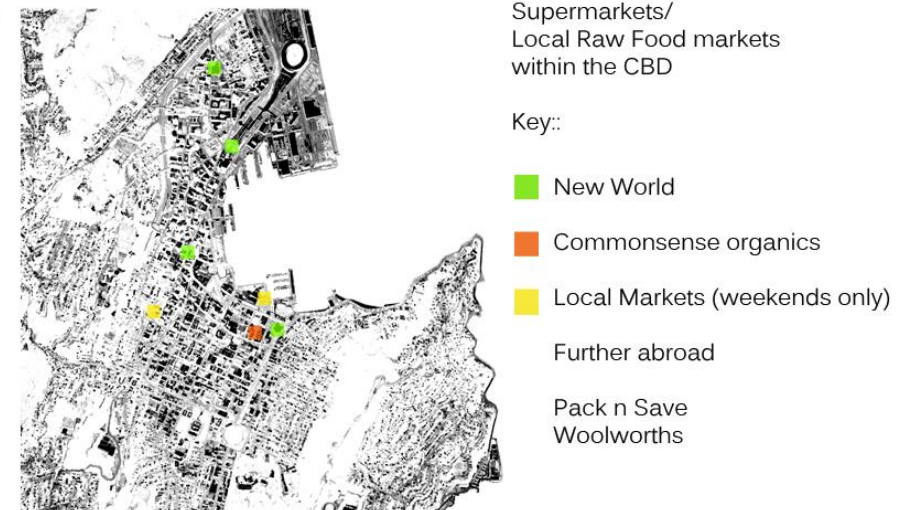 Supermarkets/
Local Raw Food markets
within the CBD
Key::
New World
Commonsense organics
Local Markets (weekends only)
Further abroad
Pack n Save
Woolworths